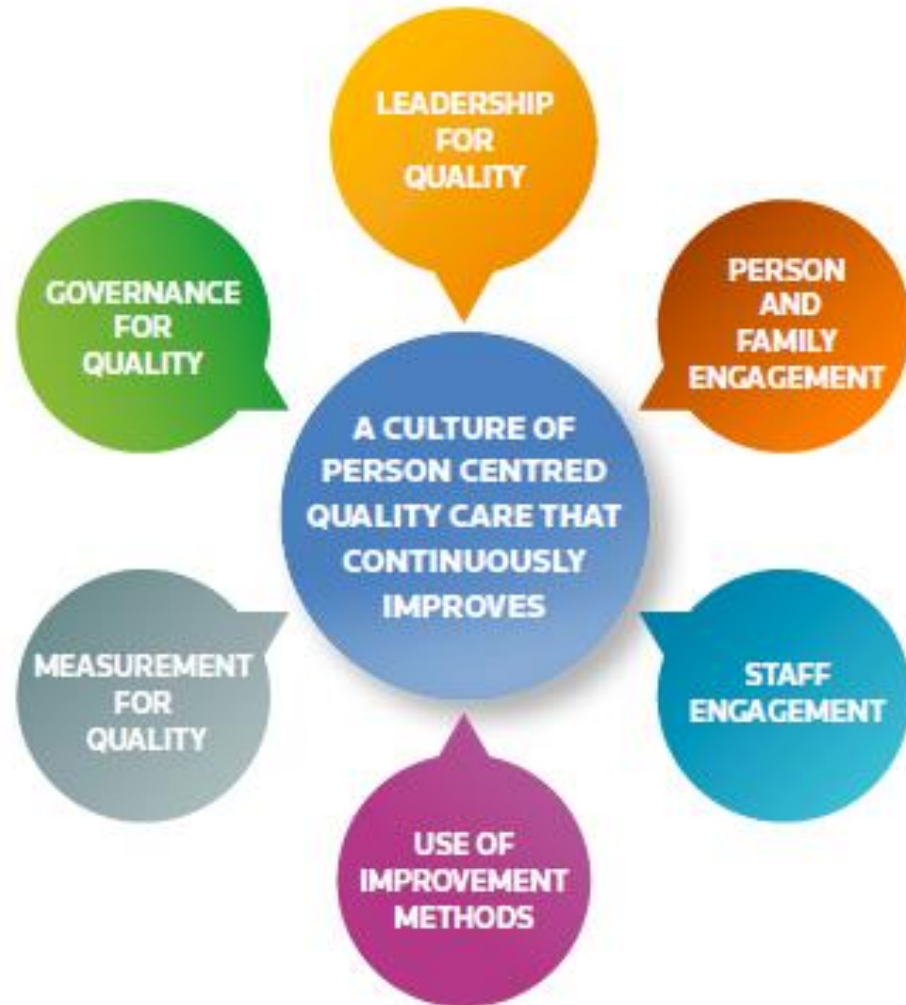 LEADERSHIP
FOR
QUALITY
PERSON
AND
FAMILY
ENGAGEMENT
STAFF
ENGAGEMENT
USE OF
IMPROVEMENT
METHODS
MEASUREMENT
FOR
QUALITY
GOVERNANCE
FOR
QUALITY
A CULTURE OF
PERSON CENTRED
QUALITY CARE THAT
CONTINUOUSLY
IMPROVES